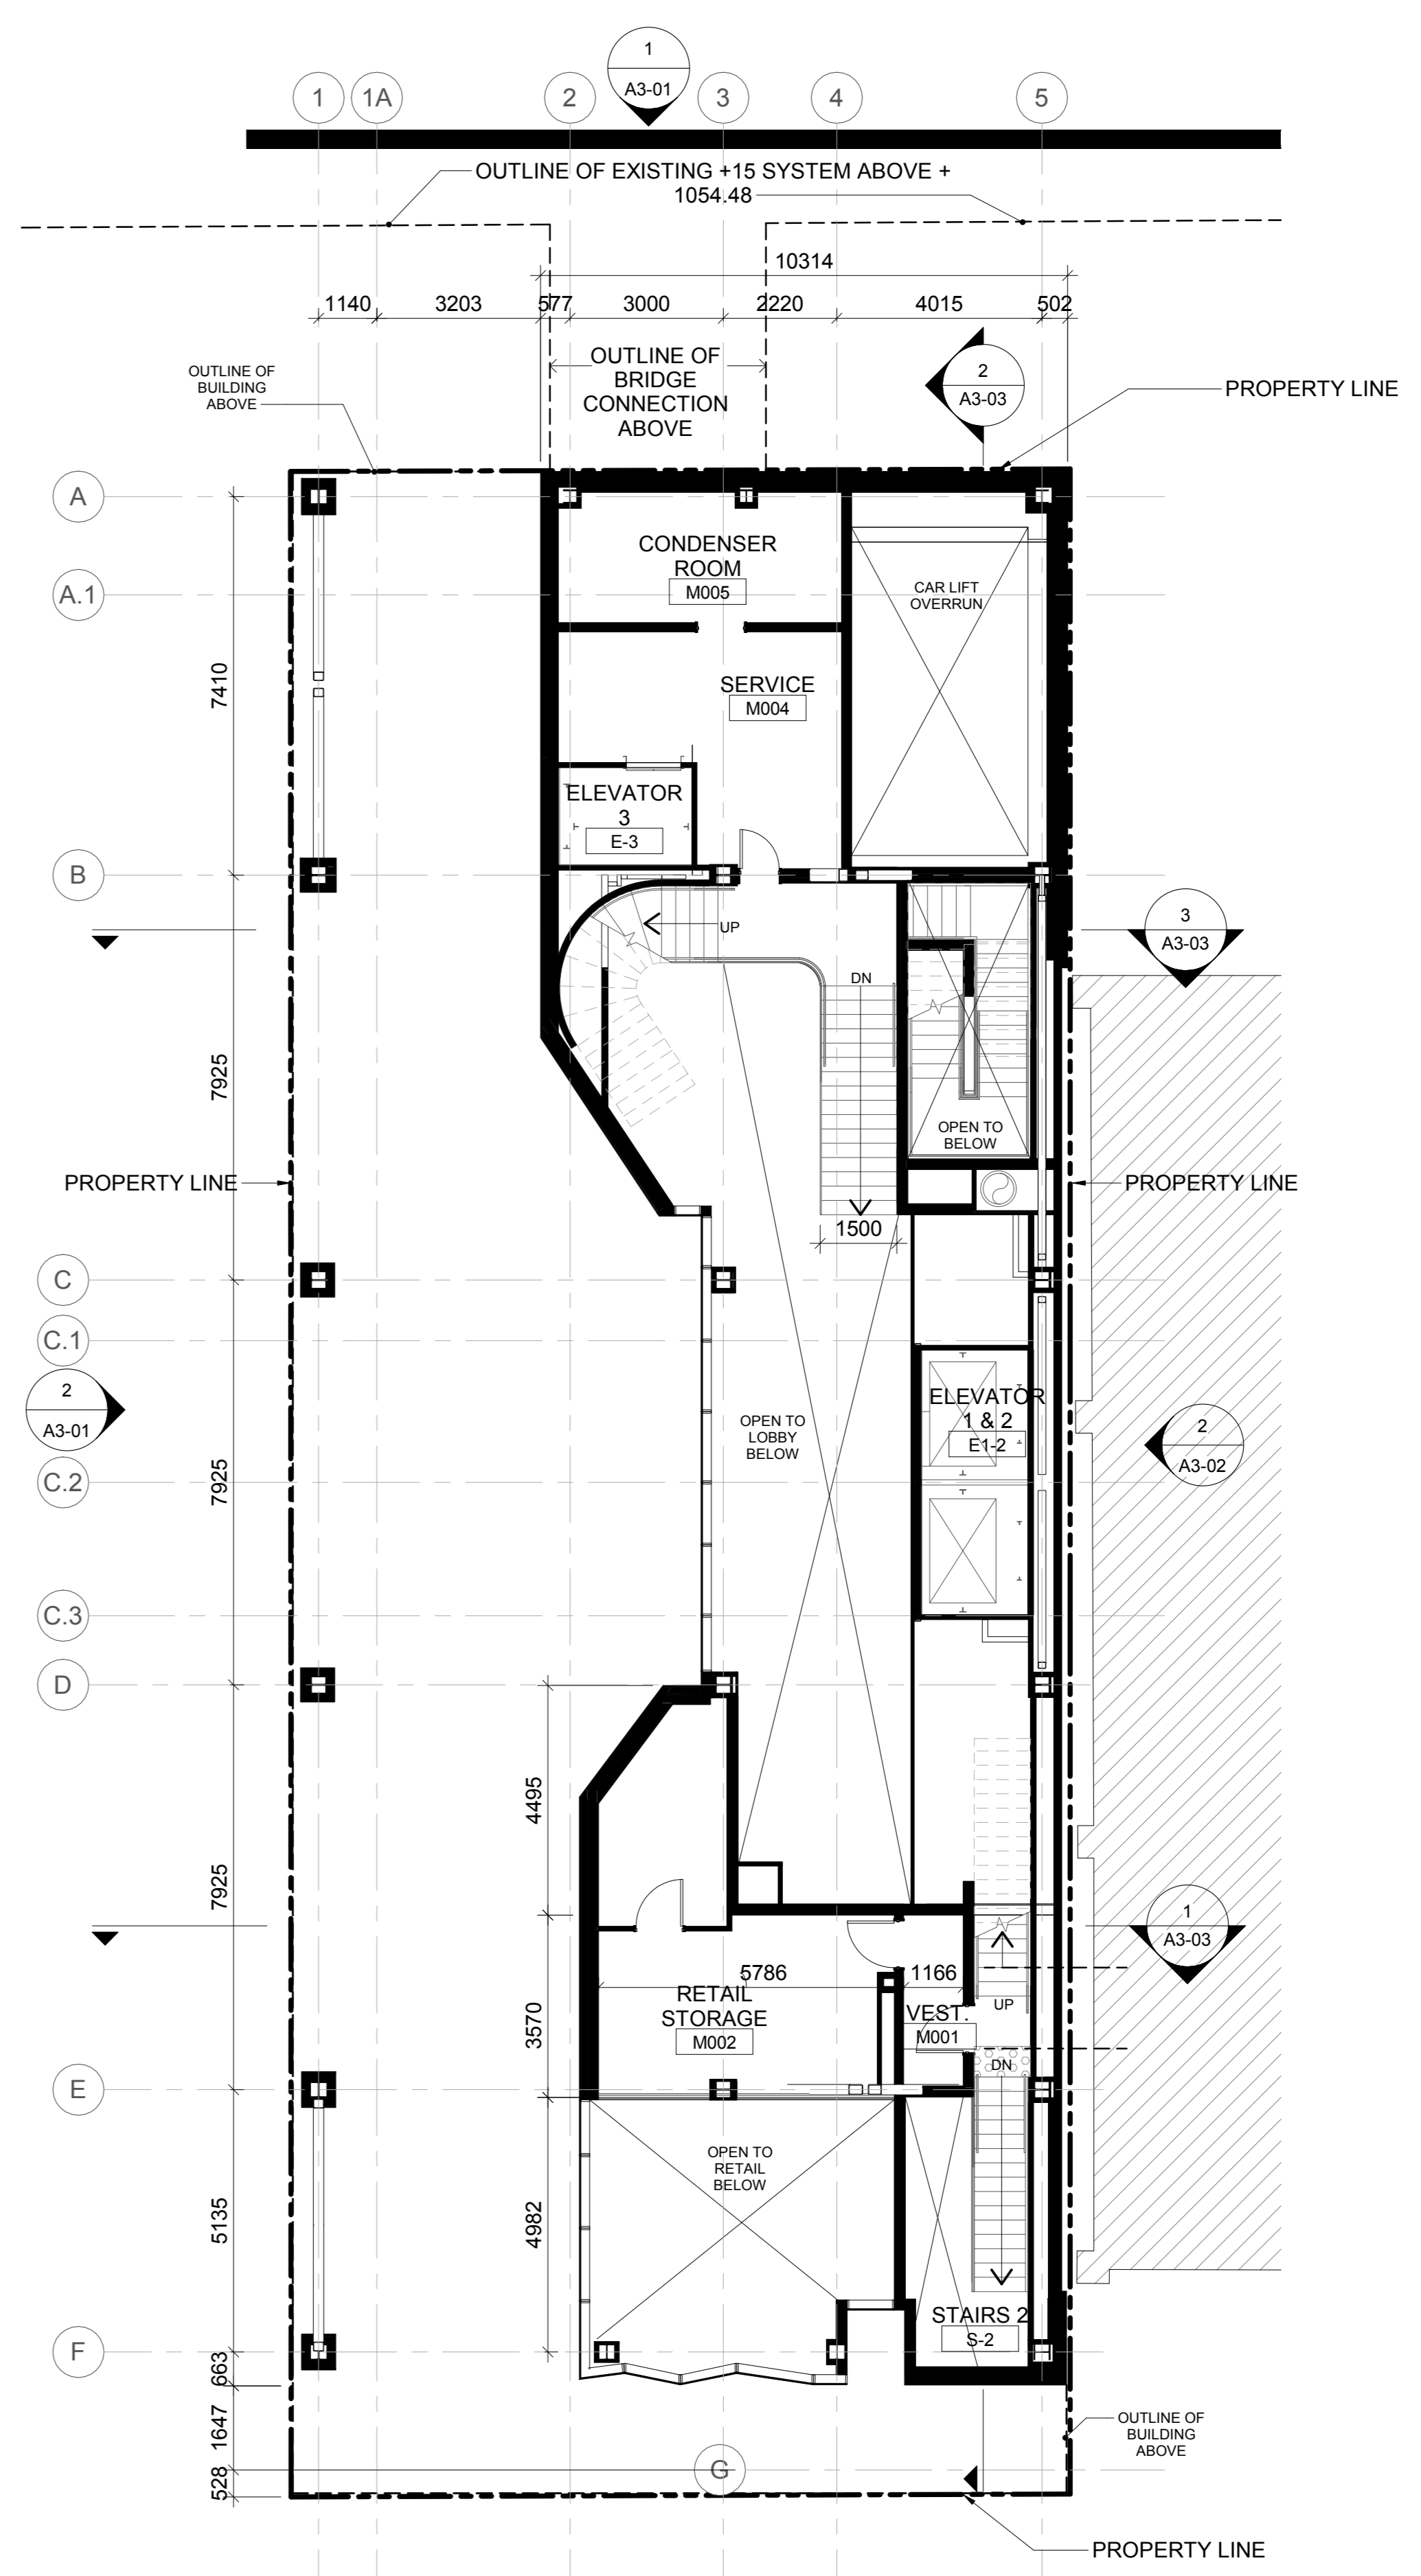 1
A3-01
1
1A
2
3
4
5
OUTLINE OF EXISTING +15 SYSTEM ABOVE +
1054.48
10314
1140
3203
577
3000
2220
4015
502
OUTLINE OF
BUILDING
ABOVE
OUTLINE OF
BRIDGE
CONNECTION
ABOVE
2
A3-03
PROPERTY LINE
A
CONDENSER
ROOM
M005
CAR LIFT
OVERRUN
A.1
7410
SERVICE
M004
ELEVATOR
3
E-3
B
UP
3
A3-03
DN
7925
OPEN TO
BELOW
PROPERTY LINE
PROPERTY LINE
1500
C
C.1
2
A3-01
ELEVATOR
1 & 2
E1-2
OPEN TO
LOBBY
BELOW
2
A3-02
C.2
7925
C.3
D
4495
7925
1
A3-03
5786
1166
RETAIL
STORAGE
M002
VEST.
M001
UP
3570
DN
E
OPEN TO
RETAIL
BELOW
5135
4982
STAIRS 2
S-2
F
663
1647
OUTLINE OF
BUILDING
ABOVE
G
528
PROPERTY LINE